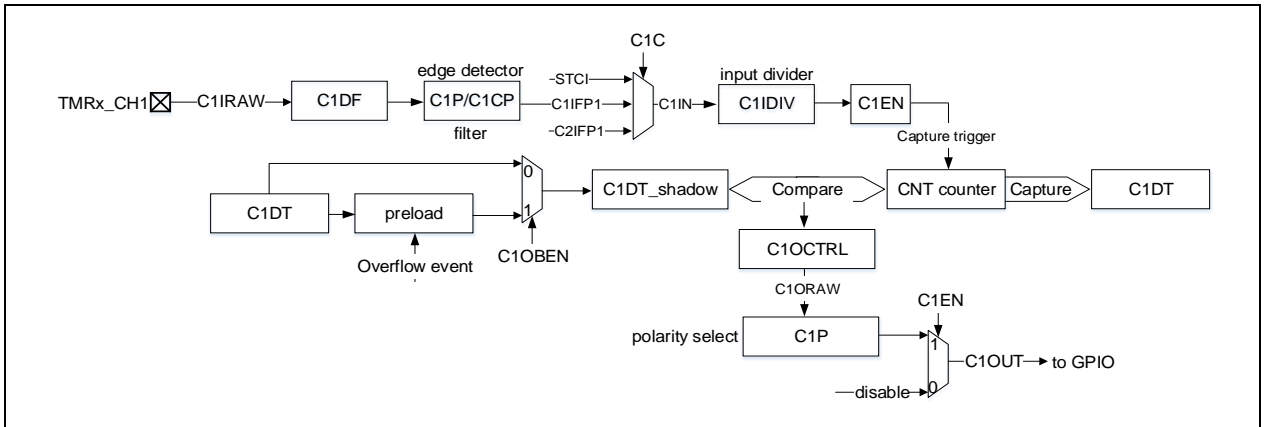 C1C
edge detector
input divider
STCI
TMRx_CH1
C1IRAW
C1DF
C1P/C1CP
C1IFP1
C1IN
C1IDIV
C1EN
filter
C2IFP1
Capture trigger
0
C1DT_shadow
Compare
CNT counter
Capture
C1DT
C1DT
preload
1
C1OBEN
Overflow event
C1OCTRL
C1ORAW
C1EN
polarity select
C1P
1
C1OUT
to GPIO
disable
0